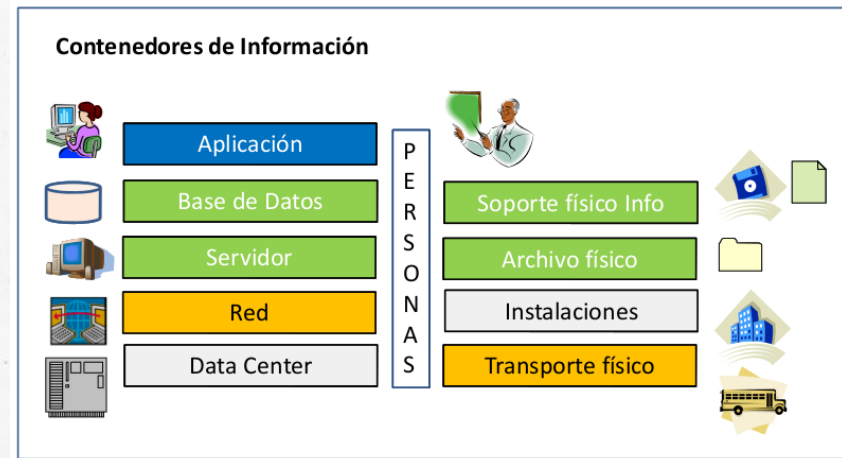 Contenedores de Información
Aplicación
Base de Datos
Servidor
Red
Data Center
PERSONAS
Soporte físico Info
Archivo físico
Instalaciones
Transporte físico